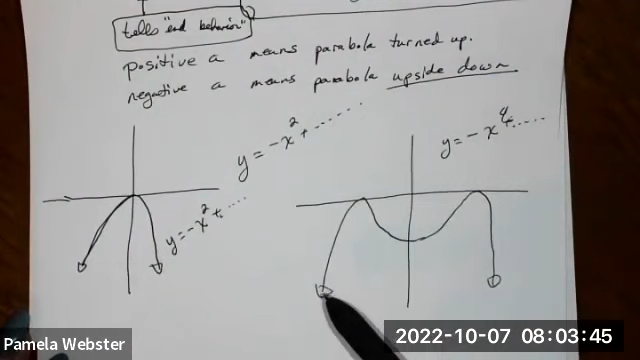 tells "end behavior"
positive a means parabola turned up.
negative a means parabola upside down
y = -x² + ......
y = -x⁴ + .....
y = -x² + ....
Pamela Webster
2022-10-07 08:03:45